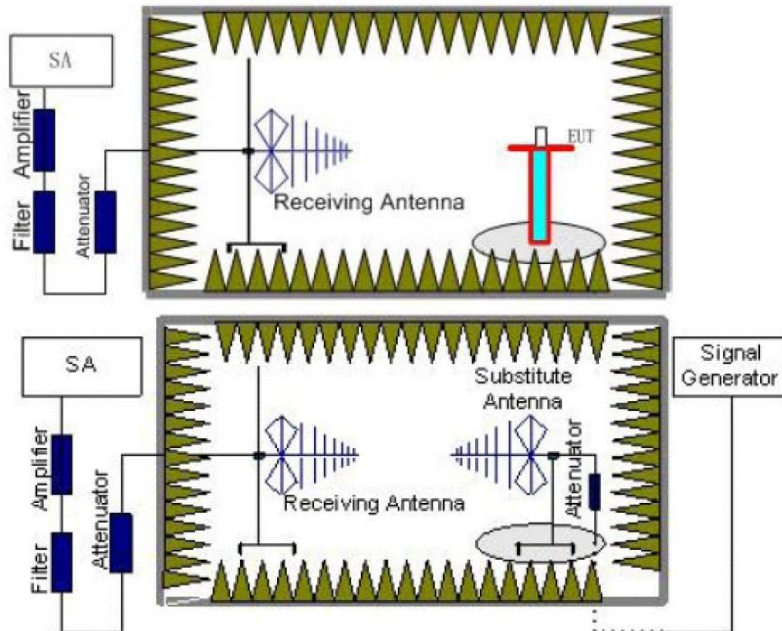 SA
Amplifier
Filter
Attenuator
Receiving Antenna
EUT
SA
Amplifier
Filter
Attenuator
Receiving Antenna
Substitute
Antenna
Attenuator
Signal
Generator